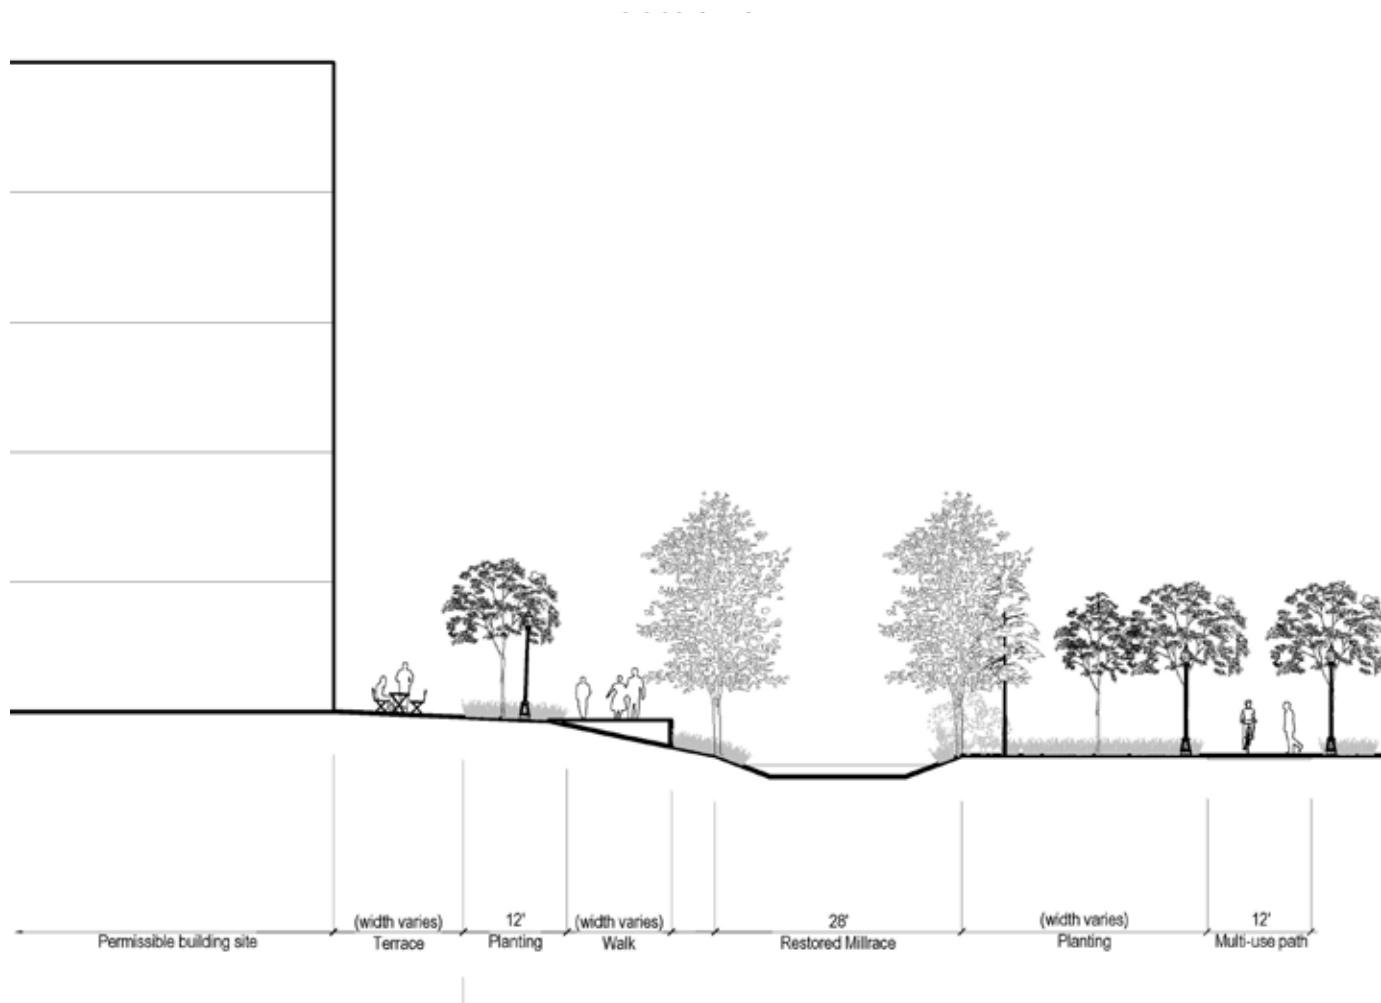 (width varies) 12' (width varies) 28' (width varies) 12'
Permissible building site Terrace Planting Walk Restored Millrace Planting Multi-use path